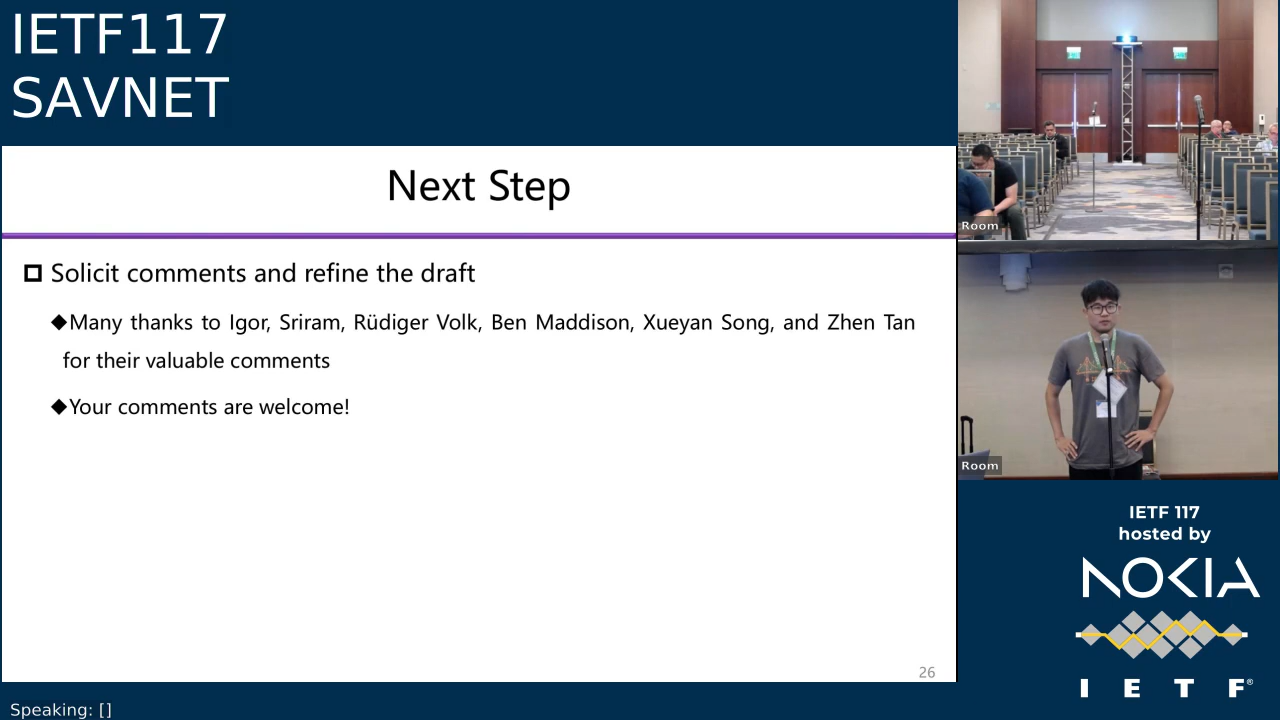 IETF117
SAVNET
Next Step
Solicit comments and refine the draft
◆Many thanks to Igor, Sriram, Rüdiger Volk, Ben Maddison, Xueyan Song, and Zhen Tan
for their valuable comments
◆Your comments are welcome!
26
Speaking: []
Room
Room
IETF 117
hosted by
NOKIA
I E T F®